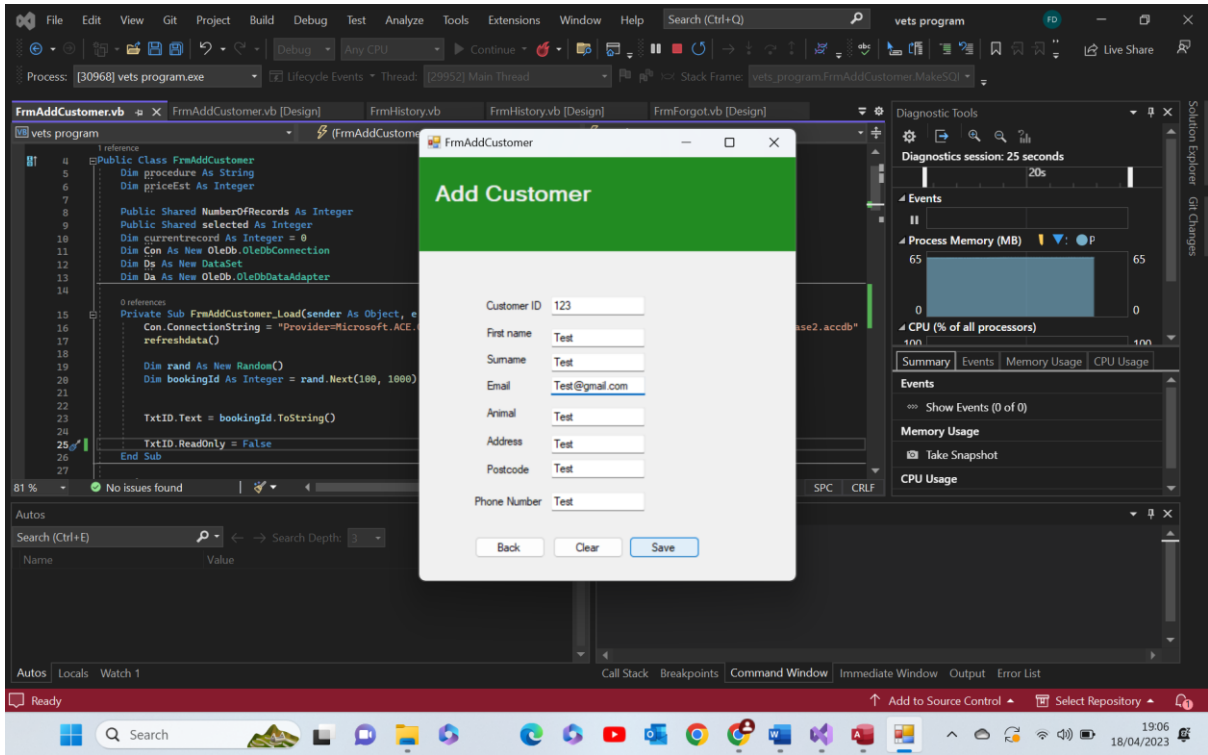 File Edit View Git Project Build Debug Test Analyze Tools Extensions Window Help Search (Ctrl+Q) vets program FD
Debug Any CPU Continue Live Share
Process: [30968] vets program.exe Lifecycle Events Thread: [29952] Main Thread Stack Frame: vets_program.FrmAddCustomer.MakeSQl
FrmAddCustomer.vb FrmAddCustomer.vb [Design] FrmHistory.vb FrmHistory.vb [Design] FrmForgot.vb [Design]
vets program (FrmAddCustome
1 reference
4 Public Class FrmAddCustomer
5 Dim procedure As String
6 Dim priceEst As Integer
7
8 Public Shared NumberOfRecords As Integer
9 Public Shared selected As Integer
10 Dim currentrecord As Integer = 0
11 Dim Con As New OleDb.OleDbConnection
12 Dim Ds As New DataSet
13 Dim Da As New OleDb.OleDbDataAdapter
14
0 references
15 Private Sub FrmAddCustomer_Load(sender As Object, e
16 Con.ConnectionString = "Provider=Microsoft.ACE. ase2.accdb"
17 refreshdata()
18
19 Dim rand As New Random()
20 Dim bookingId As Integer = rand.Next(100, 1000)
21
22
23 TxtID.Text = bookingId.ToString()
24
25 TxtID.ReadOnly = False
26 End Sub
27
81 % No issues found SPC CRLF
FrmAddCustomer
Add Customer
Customer ID 123
First name Test
Surname Test
Email Test@gmail.com
Animal Test
Address Test
Postcode Test
Phone Number Test
Back Clear Save
Diagnostic Tools
Diagnostics session: 25 seconds
20s
Events
Process Memory (MB) P
65 65
0 0
CPU (% of all processors)
100 100
Summary Events Memory Usage CPU Usage
Events
Show Events (0 of 0)
Memory Usage
Take Snapshot
CPU Usage
Solution Explorer
Git Changes
Autos
Search (Ctrl+E) Search Depth: 3
Name Value
Autos Locals Watch 1
Call Stack Breakpoints Command Window Immediate Window Output Error List
Ready Add to Source Control Select Repository
Search
19:06
18/04/2023